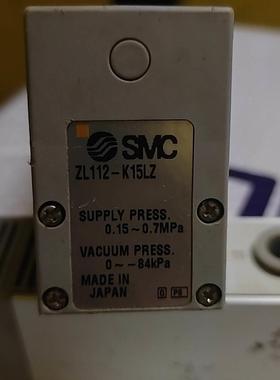 SMC
ZL112-K15LZ
SUPPLY PRESS.
0.15~0.7MPa
VACUUM PRESS.
0~-84kPa
MADE IN
JAPAN